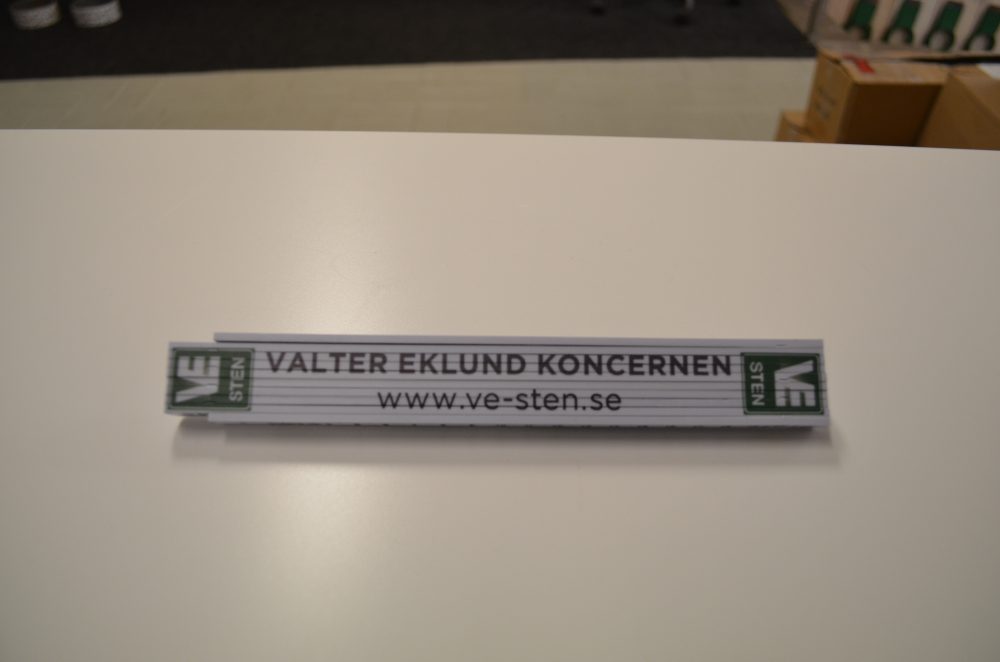 VE
STEN
VALTER EKLUND KONCERNEN
www.ve-sten.se
STEN
VE